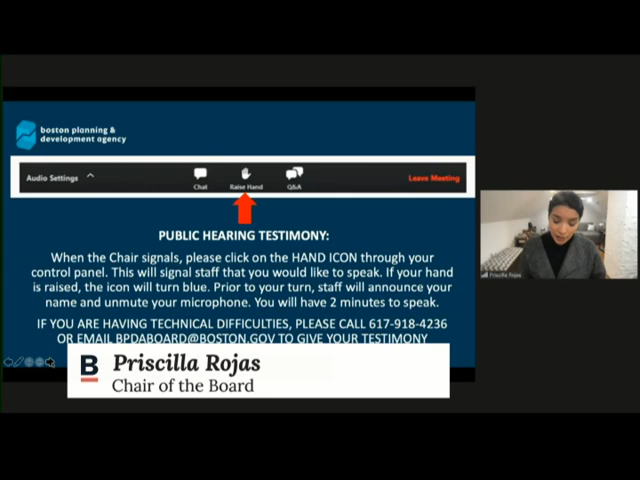 boston planning &
development agency
Audio Settings
Chat
Raise Hand
Q&A
Leave Meeting
PUBLIC HEARING TESTIMONY:
When the Chair signals, please click on the HAND ICON through your
control panel. This will signal staff that you would like to speak. If your hand
is raised, the icon will turn blue. Prior to your turn, staff will announce your
name and unmute your microphone. You will have 2 minutes to speak.
IF YOU ARE HAVING TECHNICAL DIFFICULTIES, PLEASE CALL 617-918-4236
OR EMAIL BPDABOARD@BOSTON.GOV TO GIVE YOUR TESTIMONY
Priscilla Rojas
B
Priscilla Rojas
Chair of the Board